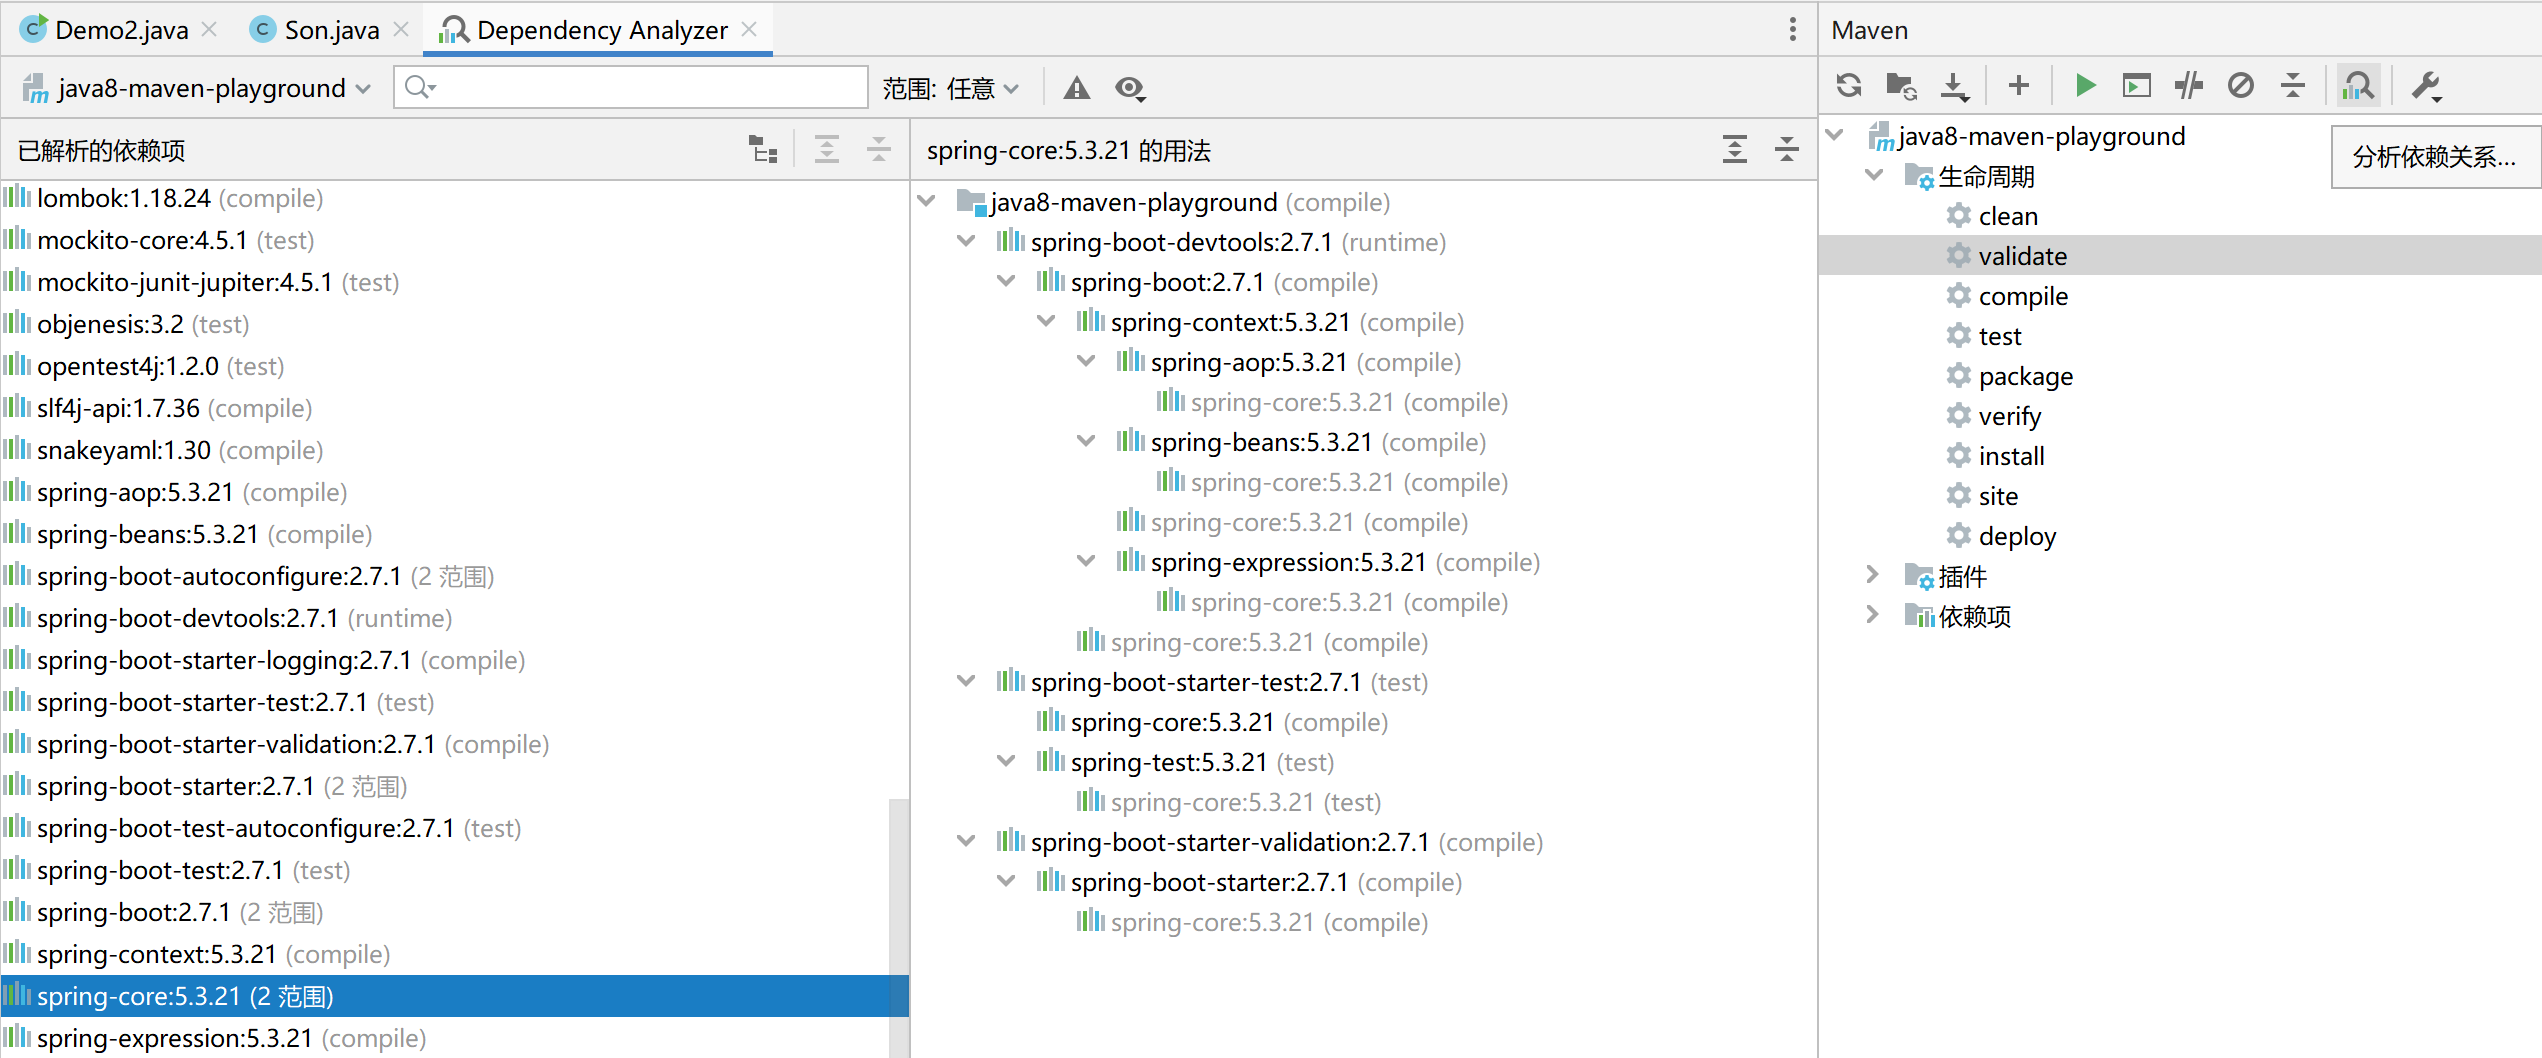 Demo2.java
Son.java
Dependency Analyzer
java8-maven-playground
范围: 任意
已解析的依赖项
lombok:1.18.24 (compile)
mockito-core:4.5.1 (test)
mockito-junit-jupiter:4.5.1 (test)
objenesis:3.2 (test)
opentest4j:1.2.0 (test)
slf4j-api:1.7.36 (compile)
snakeyaml:1.30 (compile)
spring-aop:5.3.21 (compile)
spring-beans:5.3.21 (compile)
spring-boot-autoconfigure:2.7.1 (2 范围)
spring-boot-devtools:2.7.1 (runtime)
spring-boot-starter-logging:2.7.1 (compile)
spring-boot-starter-test:2.7.1 (test)
spring-boot-starter-validation:2.7.1 (compile)
spring-boot-starter:2.7.1 (2 范围)
spring-boot-test-autoconfigure:2.7.1 (test)
spring-boot-test:2.7.1 (test)
spring-boot:2.7.1 (2 范围)
spring-context:5.3.21 (compile)
spring-core:5.3.21 (2 范围)
spring-expression:5.3.21 (compile)
spring-core:5.3.21 的用法
java8-maven-playground (compile)
spring-boot-devtools:2.7.1 (runtime)
spring-boot:2.7.1 (compile)
spring-context:5.3.21 (compile)
spring-aop:5.3.21 (compile)
spring-core:5.3.21 (compile)
spring-beans:5.3.21 (compile)
spring-core:5.3.21 (compile)
spring-core:5.3.21 (compile)
spring-expression:5.3.21 (compile)
spring-core:5.3.21 (compile)
spring-core:5.3.21 (compile)
spring-boot-starter-test:2.7.1 (test)
spring-core:5.3.21 (compile)
spring-test:5.3.21 (test)
spring-core:5.3.21 (test)
spring-boot-starter-validation:2.7.1 (compile)
spring-boot-starter:2.7.1 (compile)
spring-core:5.3.21 (compile)
Maven
java8-maven-playground
分析依赖关系...
生命周期
clean
validate
compile
test
package
verify
install
site
deploy
插件
依赖项